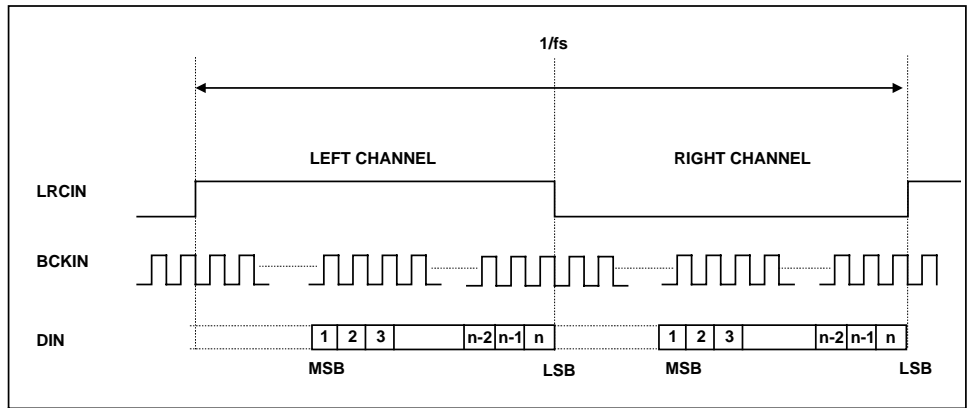 1/fs
LEFT CHANNEL RIGHT CHANNEL
LRCIN
BCKIN
DIN 1 2 3 n-2 n-1 n 1 2 3 n-2 n-1 n
MSB LSB MSB LSB